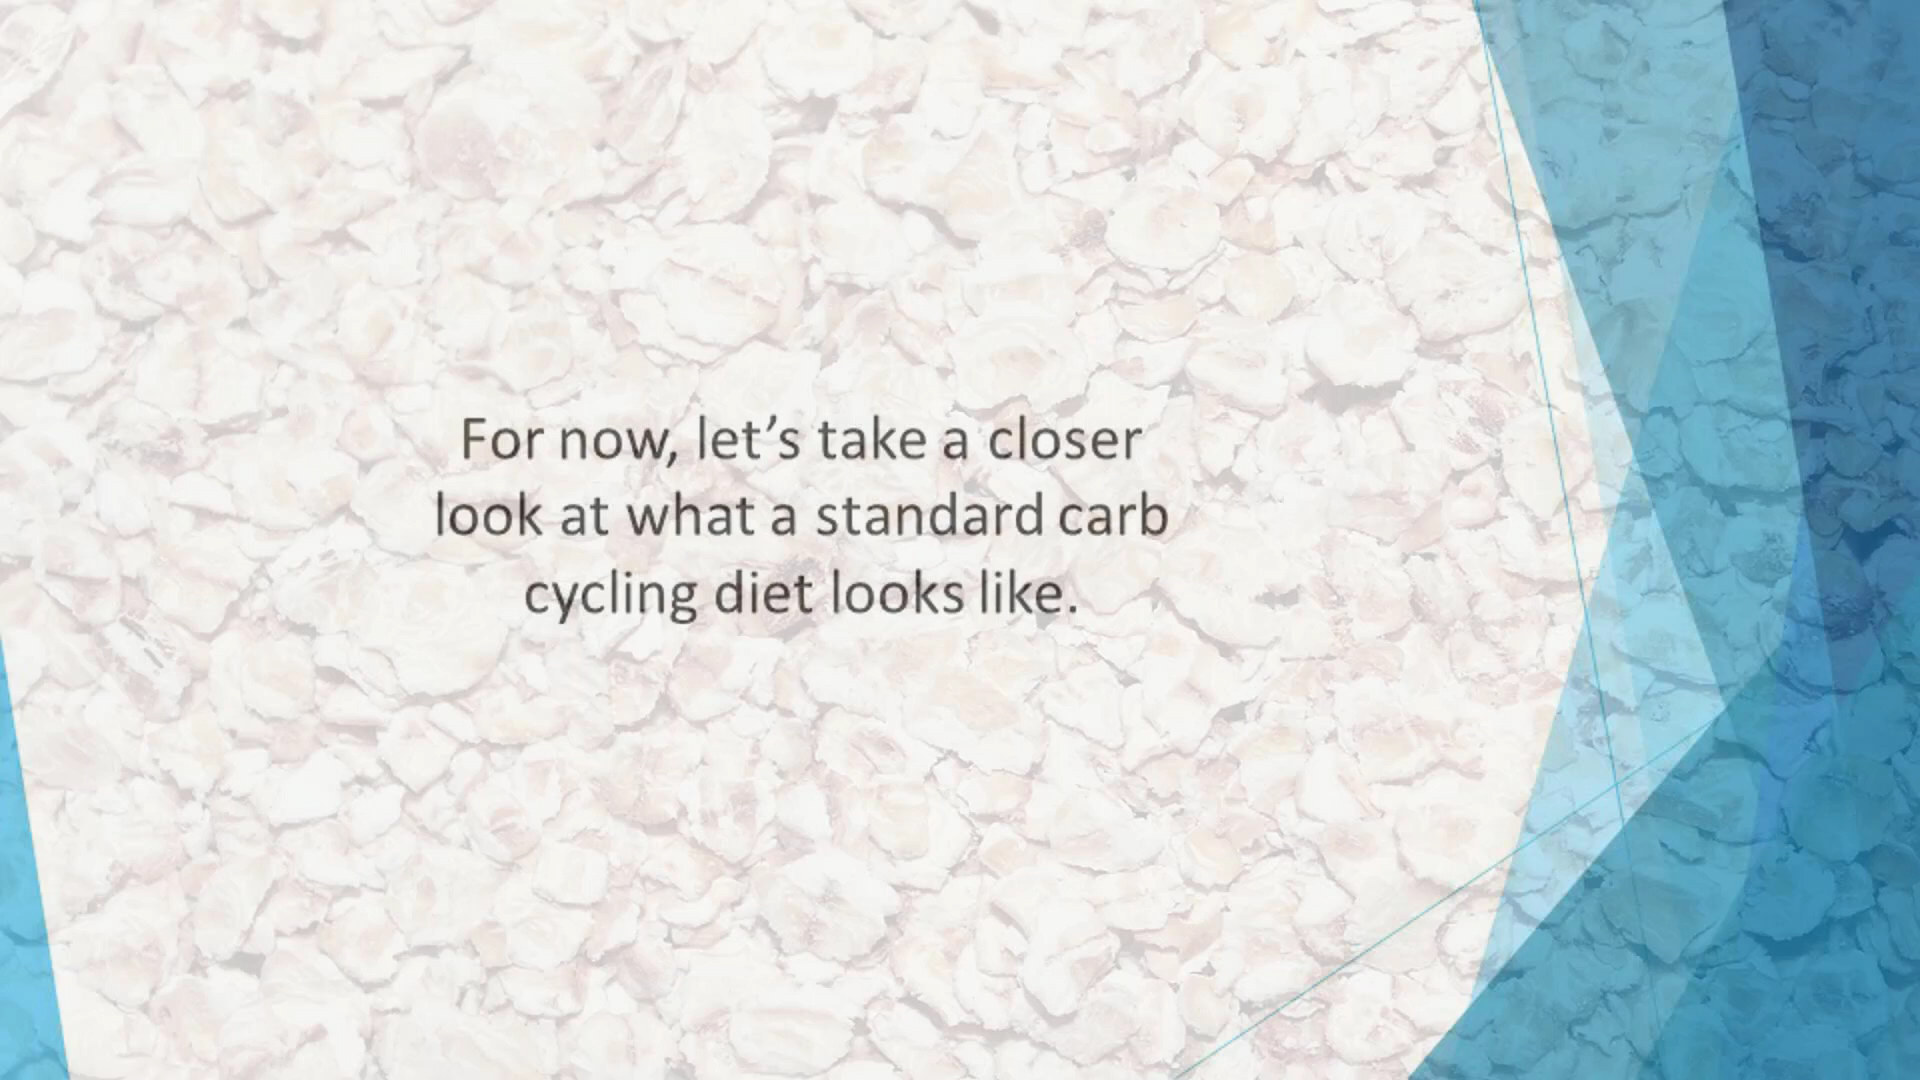 For now, let’s take a closer
look at what a standard carb
cycling diet looks like.